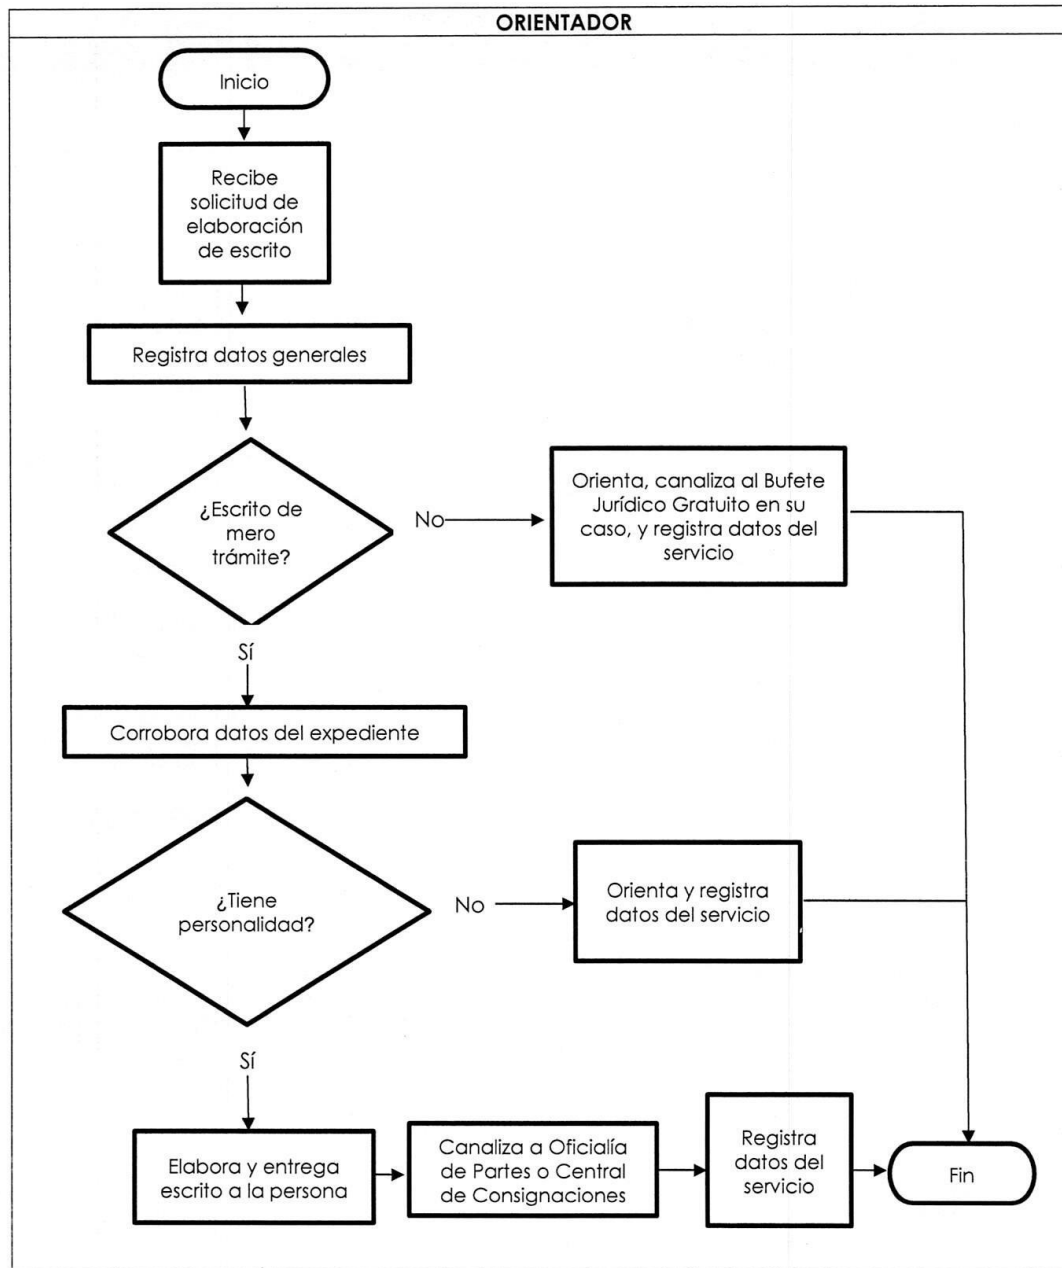 ORIENTADOR
Inicio
Recibe
solicitud de
elaboración
de escrito
Registra datos generales
¿Escrito de
mero
trámite?
No
Orienta, canaliza al Bufete
Jurídico Gratuito en su
caso, y registra datos del
servicio
Sí
Corrobora datos del expediente
¿Tiene
personalidad?
No
Orienta y registra
datos del servicio
Sí
Elabora y entrega
escrito a la persona
Canaliza a Oficialía
de Partes o Central
de Consignaciones
Registra
datos del
servicio
Fin